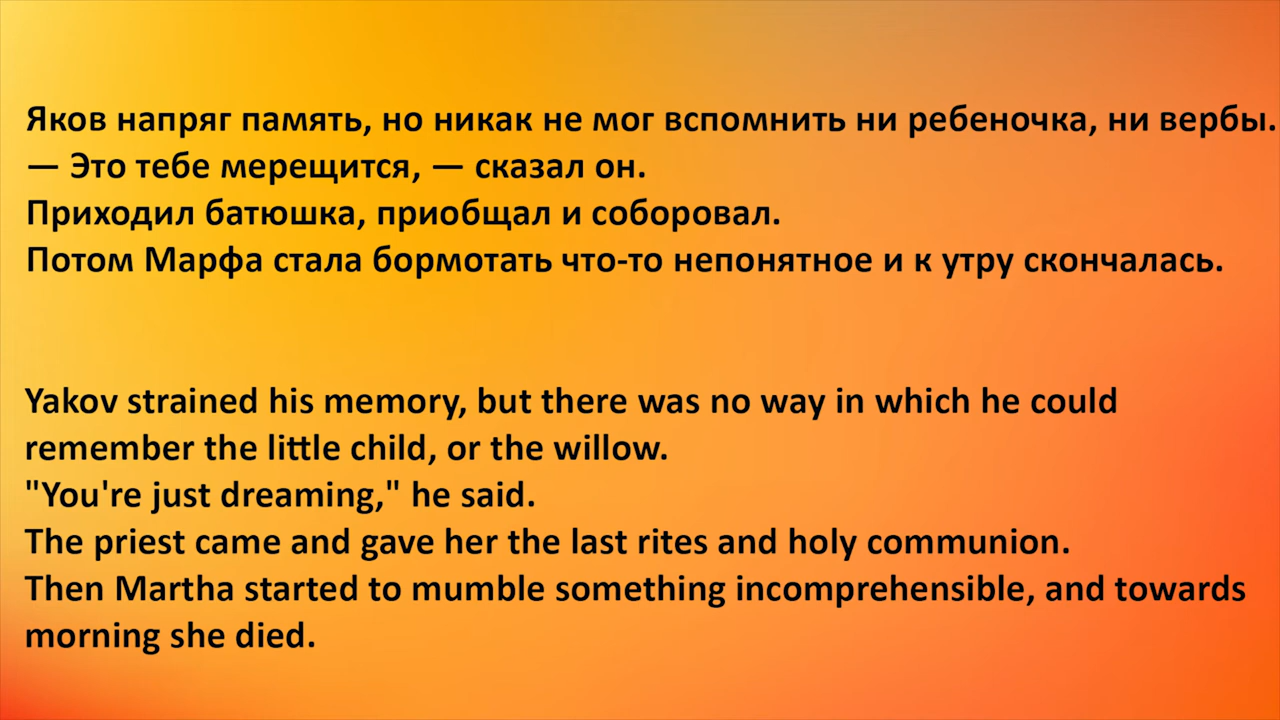 Яков напряг память, но никак не мог вспомнить ни ребеночка, ни вербы.
— Это тебе мерещится, — сказал он.
Приходил батюшка, приобщал и соборовал.
Потом Марфа стала бормотать что-то непонятное и к утру скончалась.
Yakov strained his memory, but there was no way in which he could
remember the little child, or the willow.
"You're just dreaming," he said.
The priest came and gave her the last rites and holy communion.
Then Martha started to mumble something incomprehensible, and towards
morning she died.